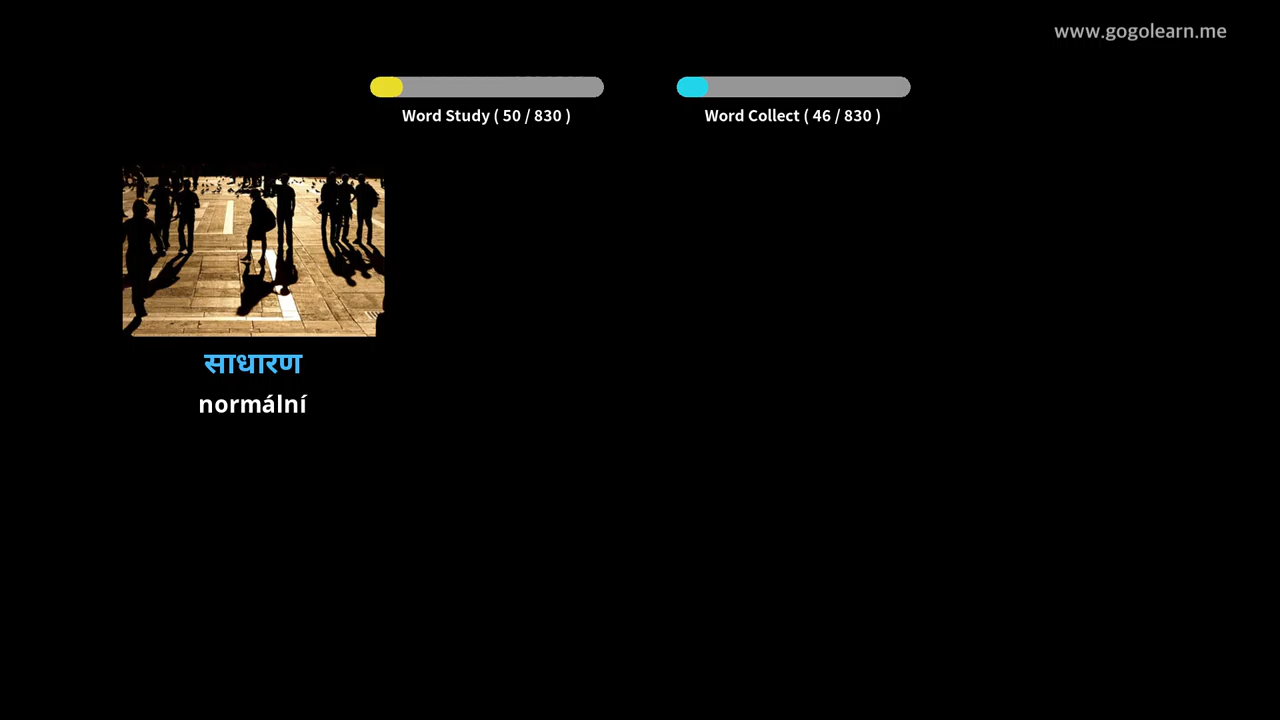 www.gogolearn.me
Word Study ( 50 / 830 )
Word Collect ( 46 / 830 )
साधारण
normální